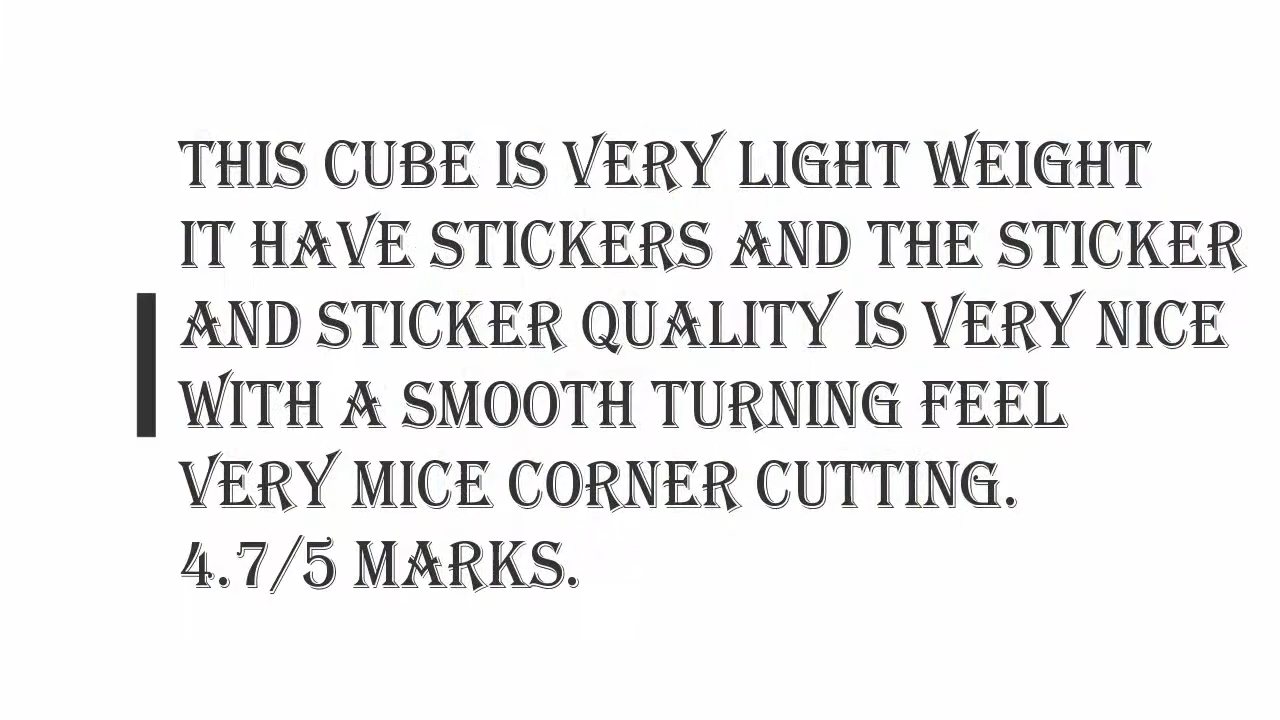 THIS CUBE IS VERY LIGHT WEIGHT
IT HAVE STICKERS AND THE STICKER
AND STICKER QUALITY IS VERY NICE
WITH A SMOOTH TURNING FEEL
VERY MICE CORNER CUTTING.
4.7/5 MARKS.